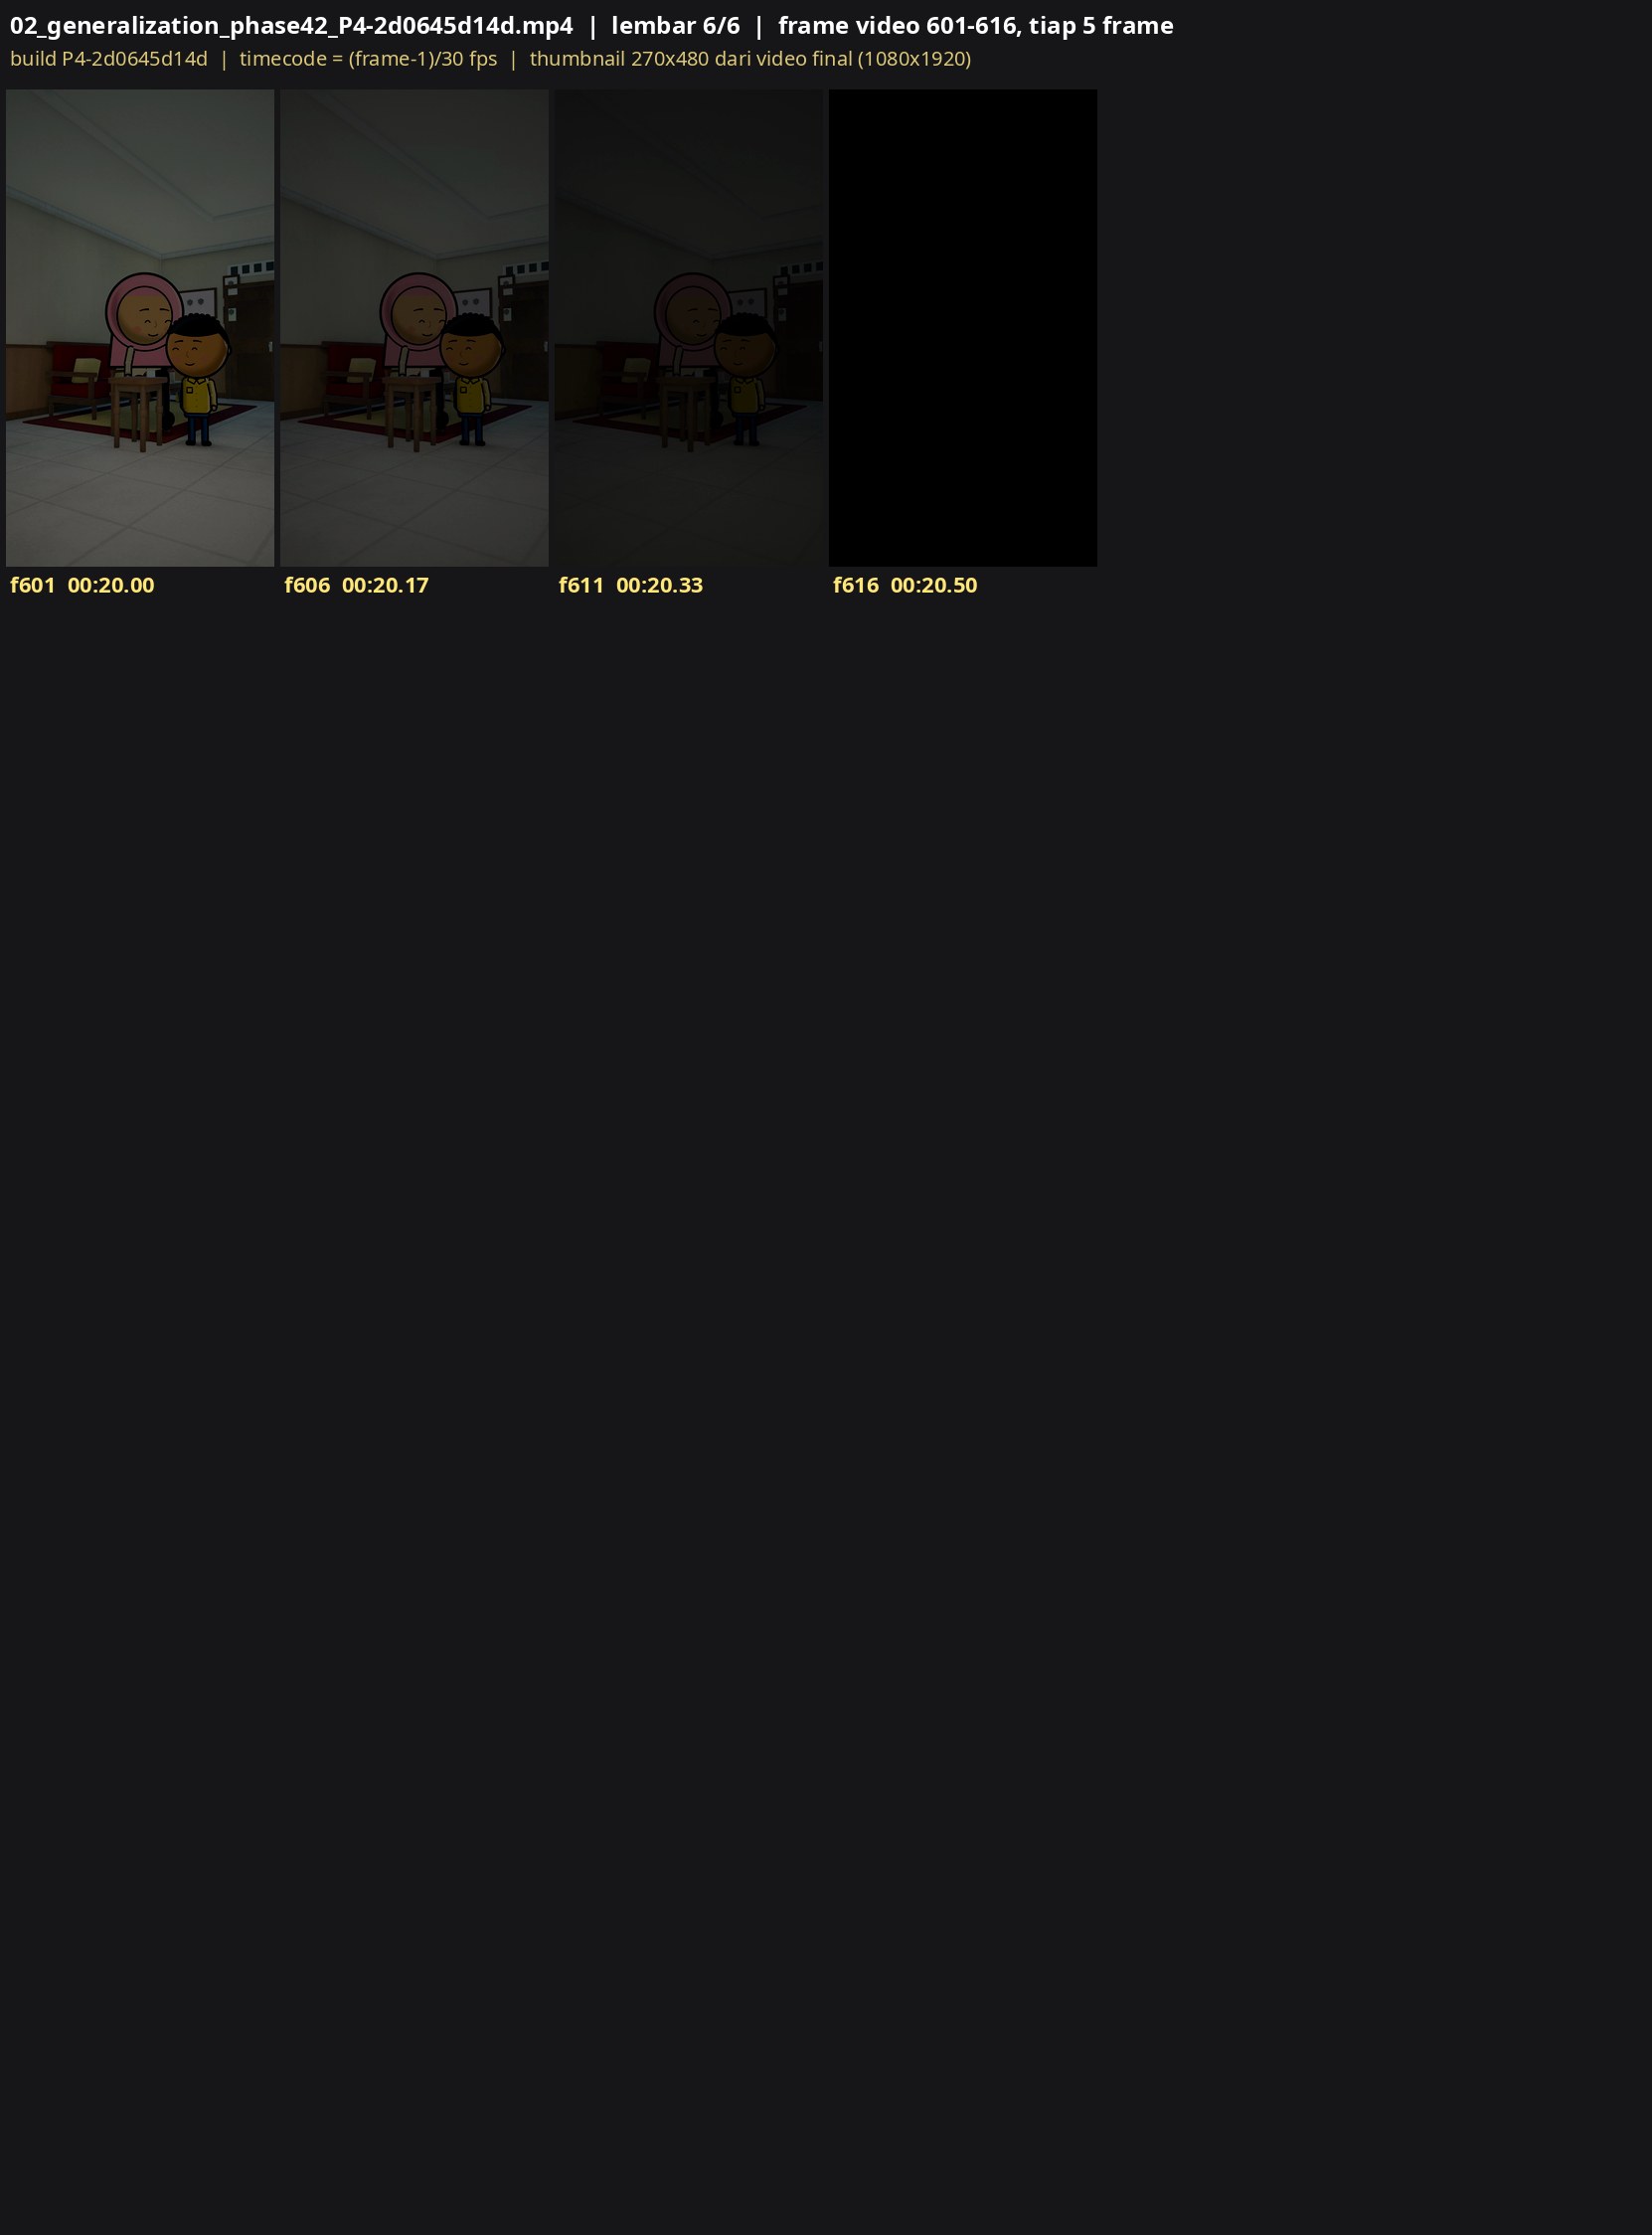 02_generalization_phase42_P4-2d0645d14d.mp4 | lembar 6/6 | frame video 601-616, tiap 5 frame
build P4-2d0645d14d | timecode = (frame-1)/30 fps | thumbnail 270x480 dari video final (1080x1920)
f601 00:20.00
f606 00:20.17
f611 00:20.33
f616 00:20.50